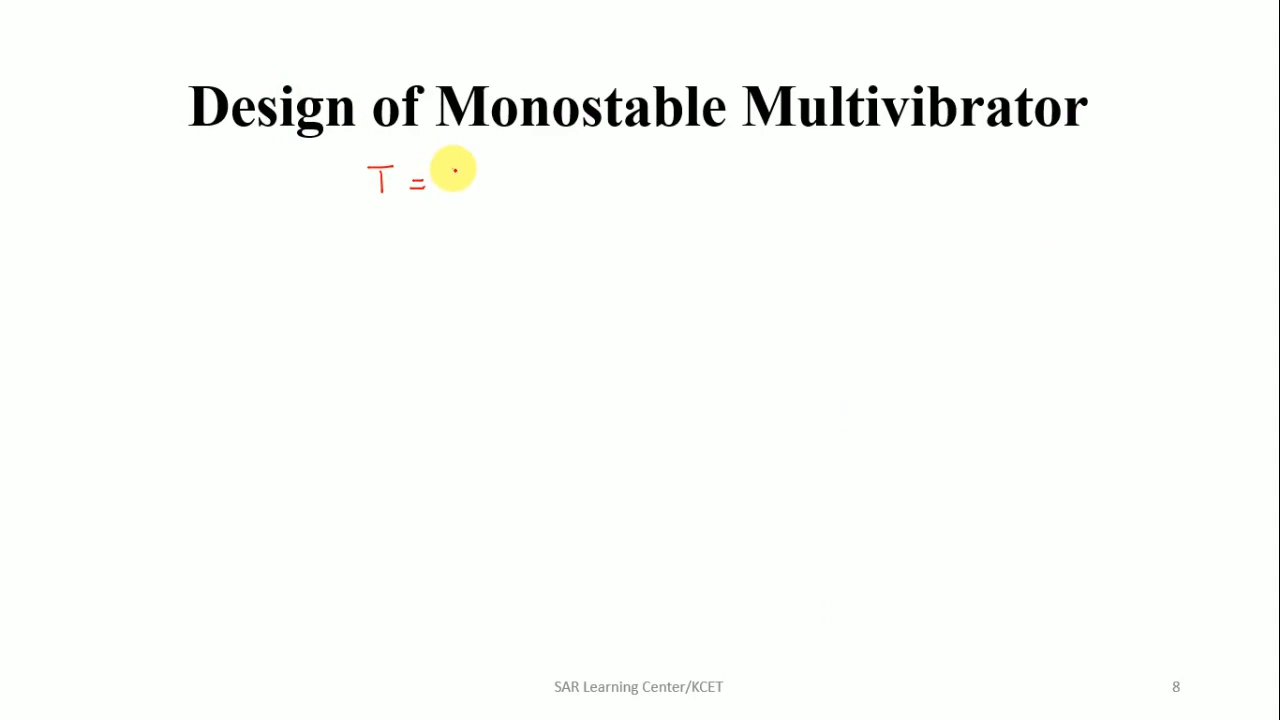 Design of Monostable Multivibrator
T =
SAR Learning Center/KCET
8